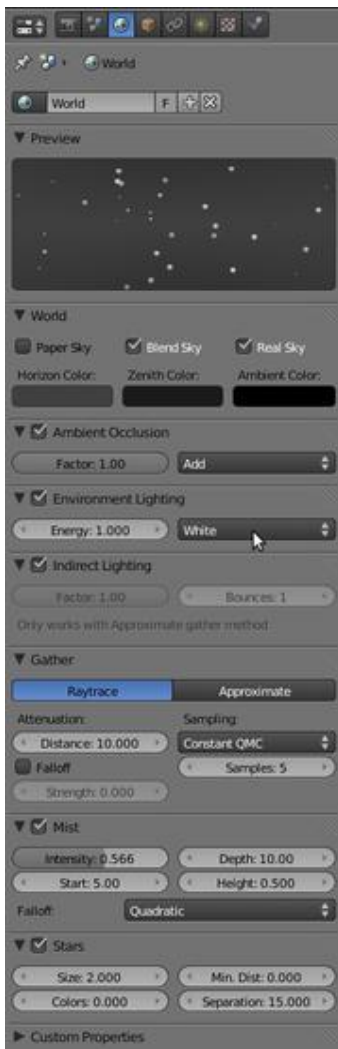 World
World F
Preview
World
Paper Sky Blend Sky Real Sky
Horizon Color: Zenith Color: Ambient Color:
Ambient Occlusion
Factor: 1.00 Add
Environment Lighting
Energy: 1.000 White
Indirect Lighting
Factor: 1.00 Bounces: 1
Only works with Approximate gather method
Gather
Raytrace Approximate
Attenuation: Sampling:
Distance: 10.000 Constant QMC
Falloff Samples: 5
Strength: 0.000
Mist
Intensity: 0.566 Depth: 10.00
Start: 5.00 Height: 0.500
Falloff: Quadratic
Stars
Size: 2.000 Min. Dist: 0.000
Colors: 0.000 Separation: 15.000
Custom Properties